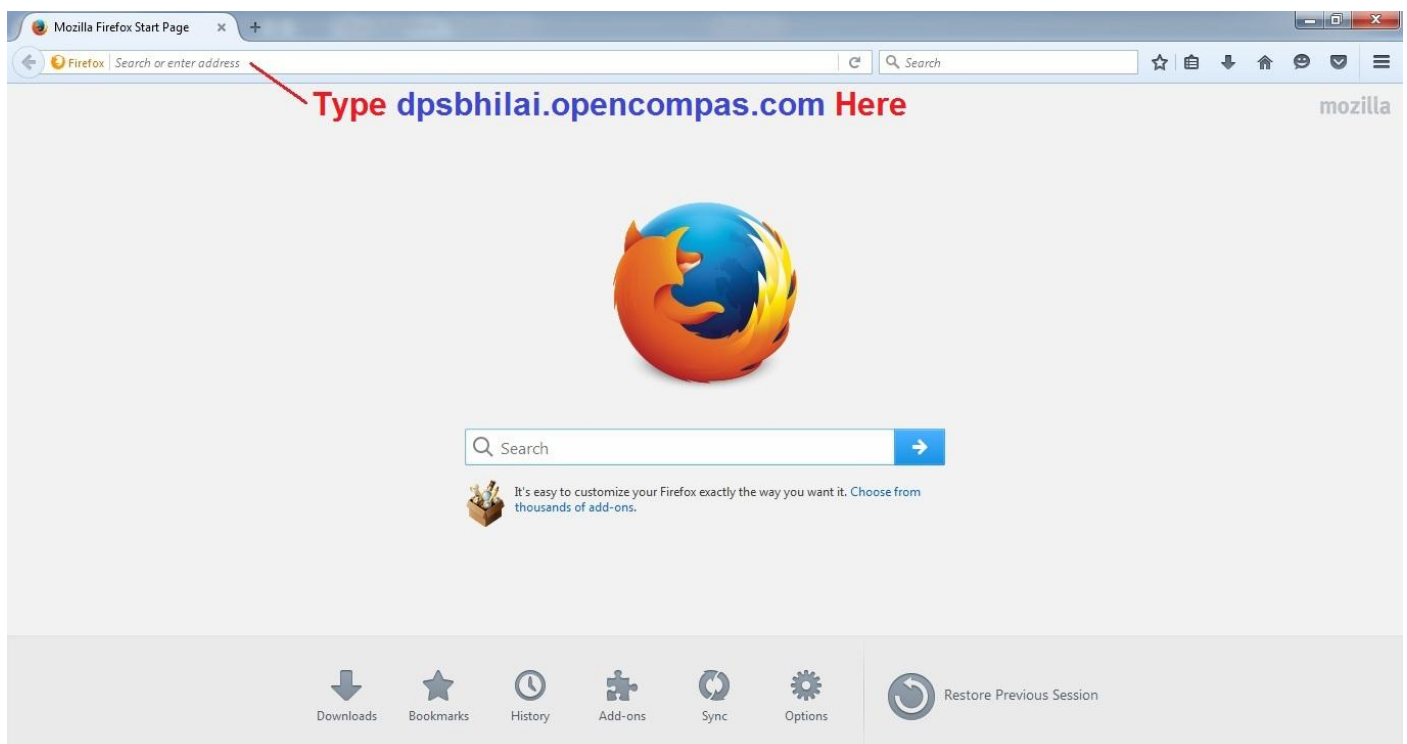 Mozilla Firefox Start Page
Firefox Search or enter address
Search
Type dpsbhilai.opencompas.com Here
mozilla
Search
It's easy to customize your Firefox exactly the way you want it. Choose from
thousands of add-ons.
Downloads Bookmarks History Add-ons Sync Options Restore Previous Session